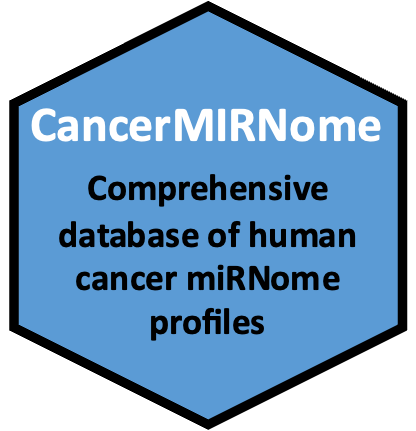 CancerMIRNome
Comprehensive
database of human
cancer miRNome
profiles